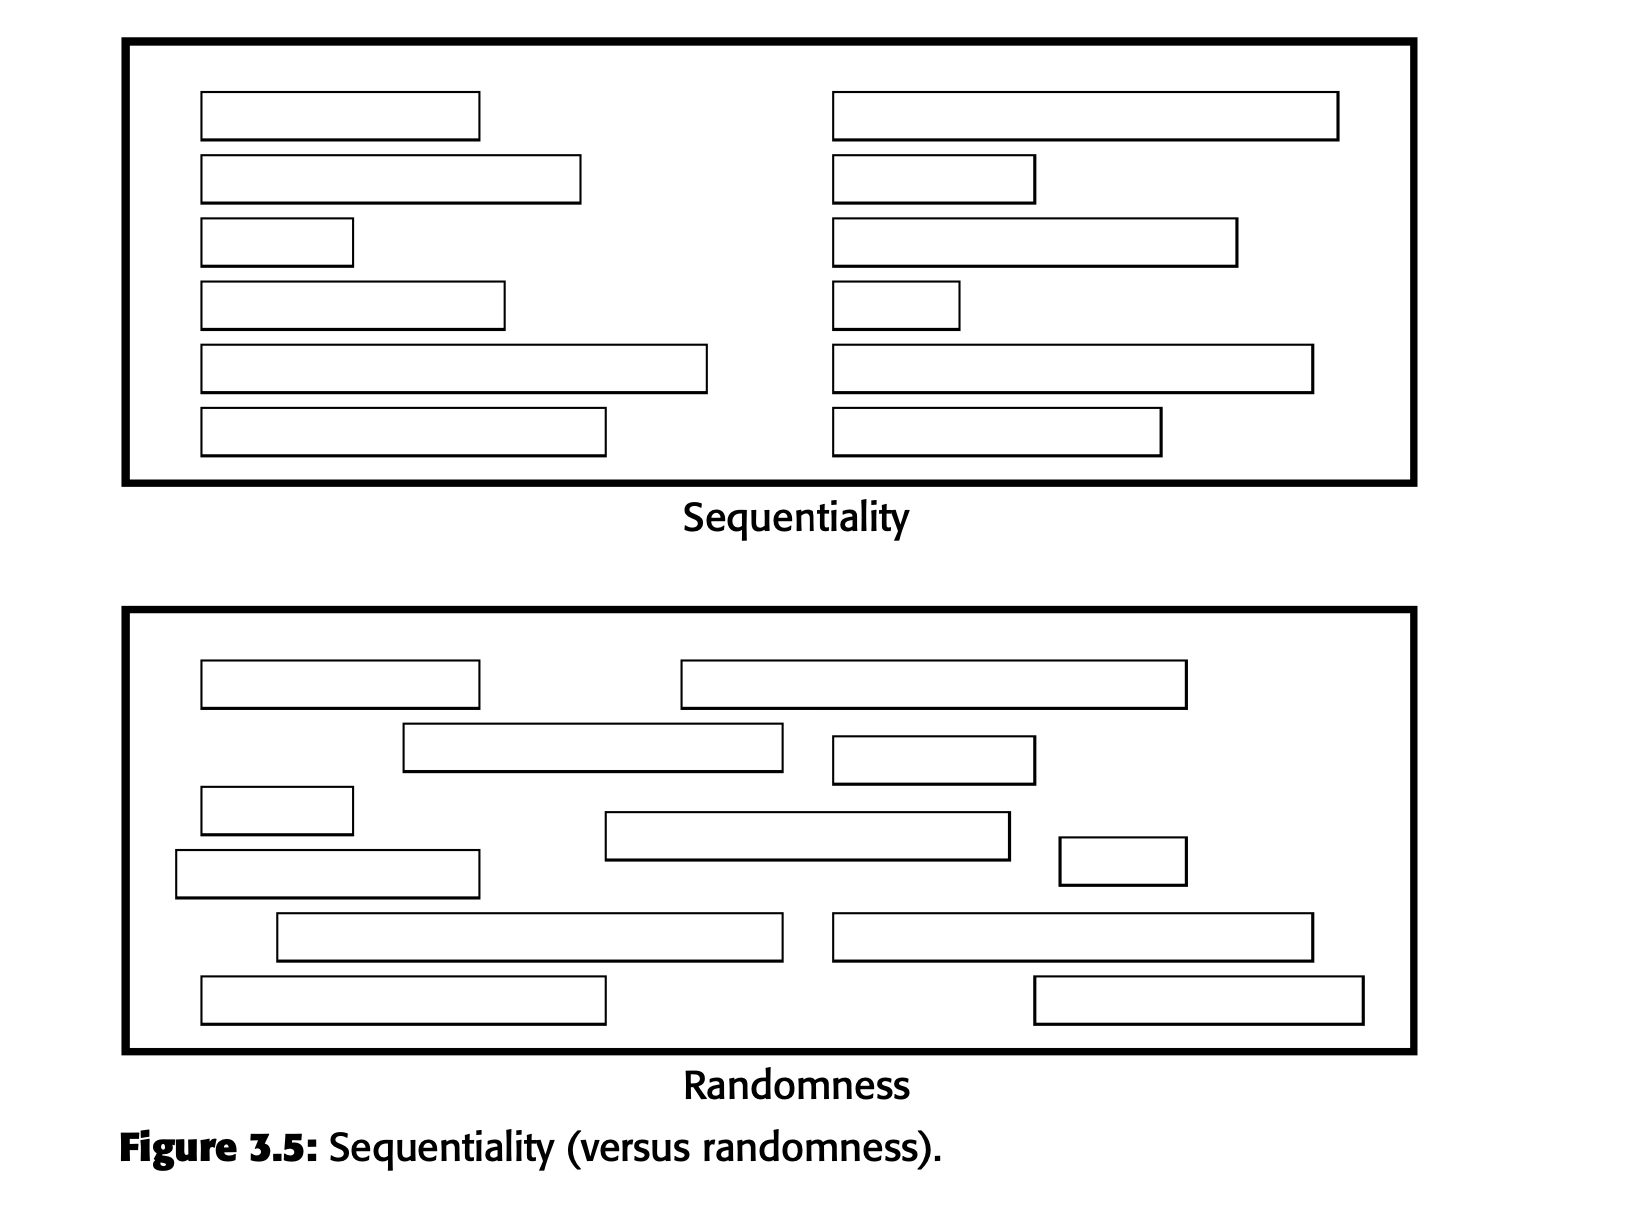 Sequentiality
Randomness
Figure 3.5: Sequentiality (versus randomness).